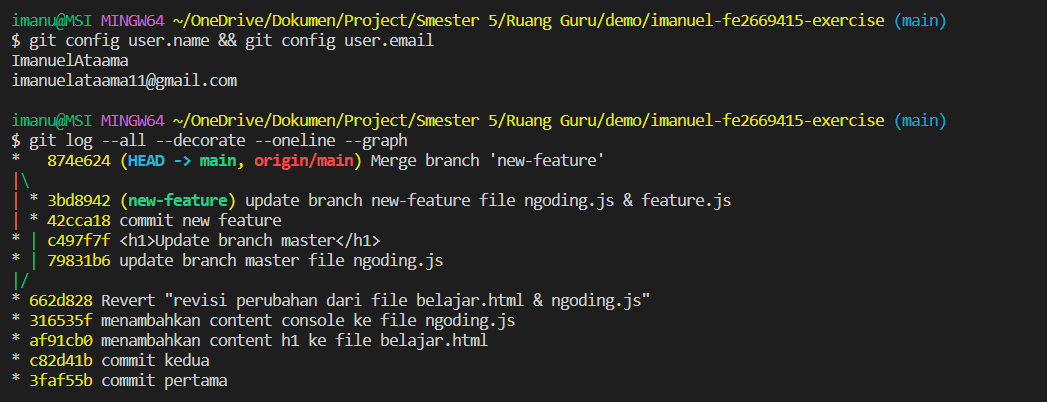 imanu@MSI MINGW64 ~/OneDrive/Dokumen/Project/Smester 5/Ruang Guru/demo/imanuel-fe2669415-exercise (main)
$ git config user.name && git config user.email
ImanuelAtaama
imanuelataama11@gmail.com
imanu@MSI MINGW64 ~/OneDrive/Dokumen/Project/Smester 5/Ruang Guru/demo/imanuel-fe2669415-exercise (main)
$ git log --all --decorate --oneline --graph
*   874e624 (HEAD -> main, origin/main) Merge branch 'new-feature'
|\
| * 3bd8942 (new-feature) update branch new-feature file ngoding.js & feature.js
| * 42cca18 commit new feature
* | c497f7f <h1>Update branch master</h1>
* | 79831b6 update branch master file ngoding.js
|/
* 662d828 Revert "revisi perubahan dari file belajar.html & ngoding.js"
* 316535f menambahkan content console ke file ngoding.js
* af91cb0 menambahkan content h1 ke file belajar.html
* c82d41b commit kedua
* 3faf55b commit pertama